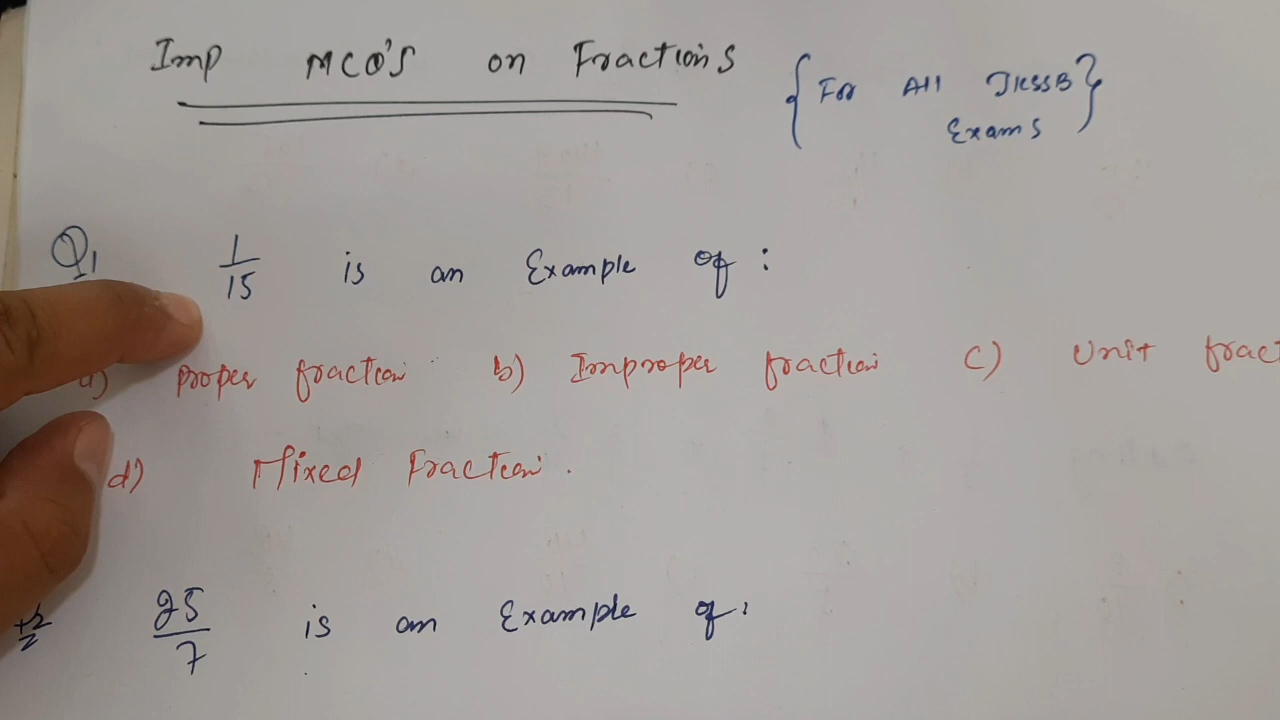 Imp MCQ'S on Fractions
{For All JKSSB Exams}
Q1 1/15 is an Example of :
a) Proper fraction b) Improper fraction c) Unit fract
d) Mixed Fraction.
25/7 is an Example of :